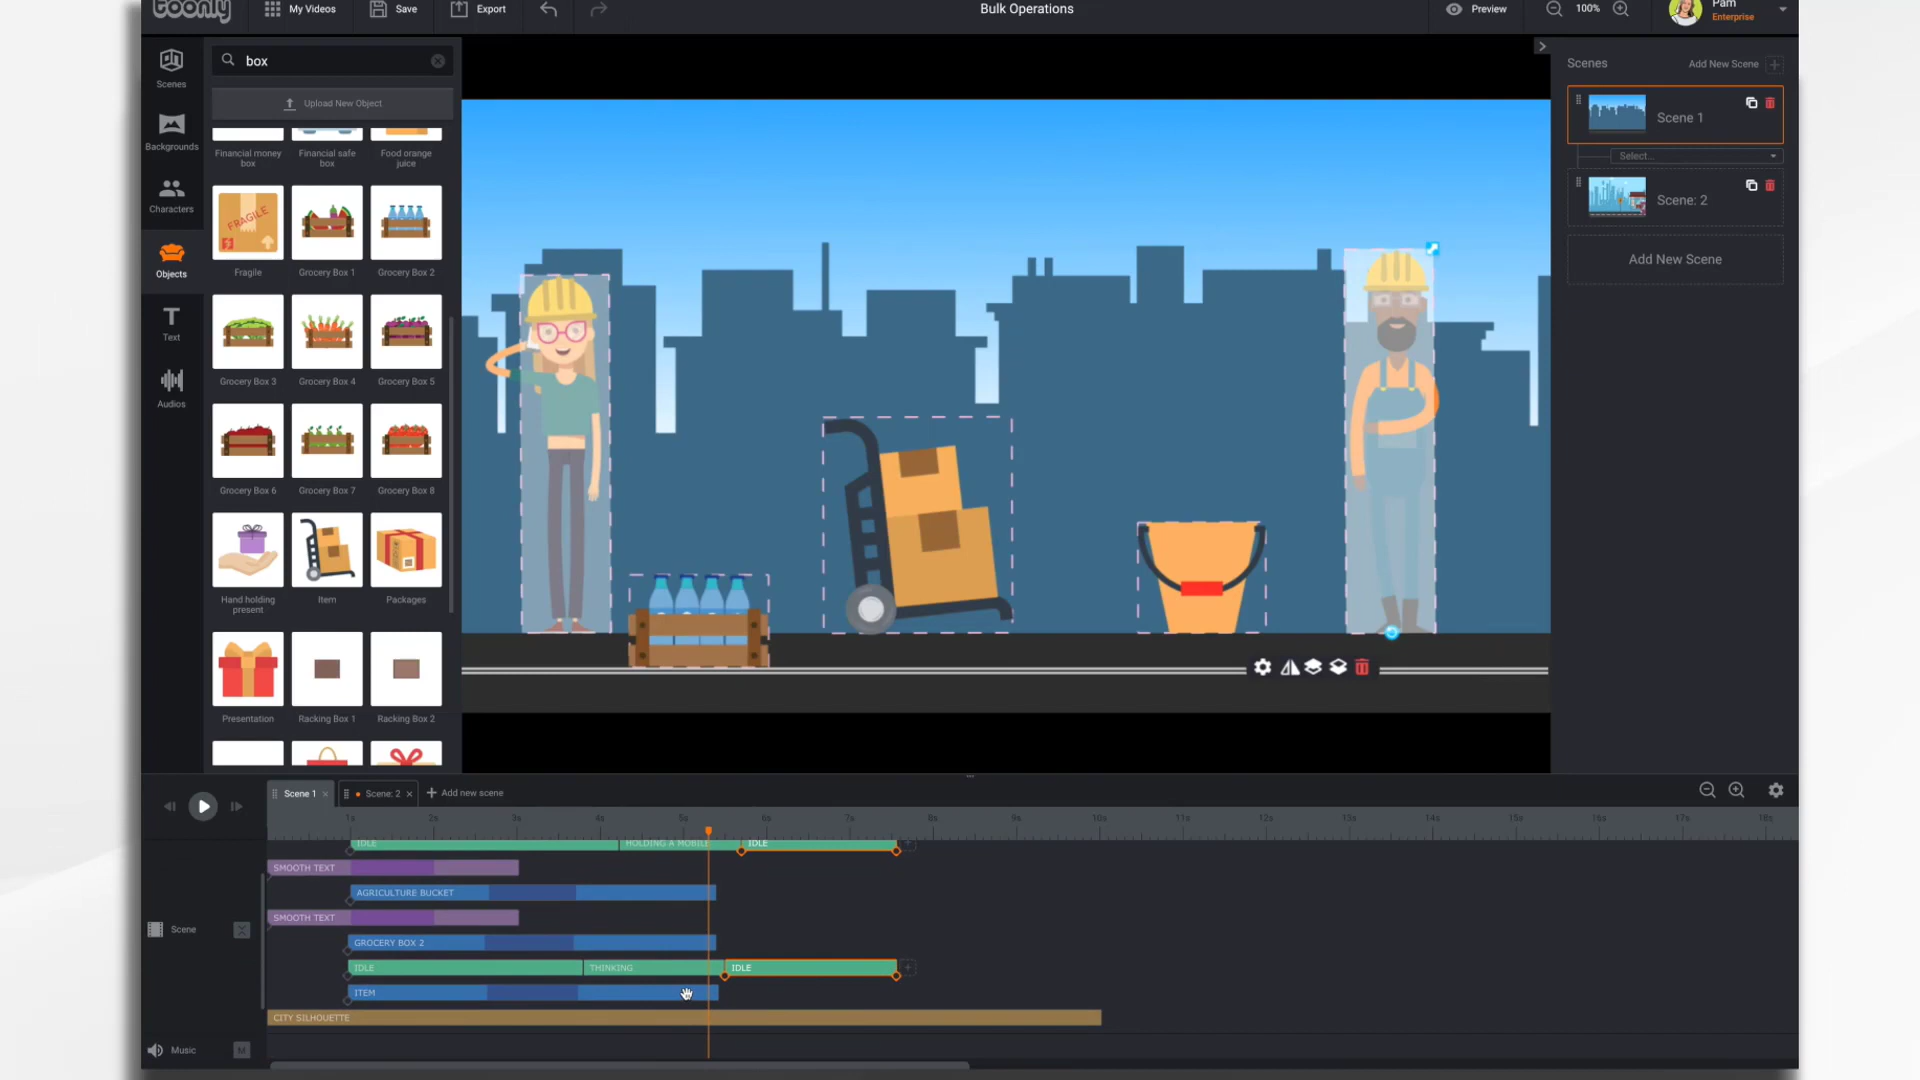 toonly
My Videos
Save
Export
Bulk Operations
Preview
100%
Pam
Enterprise
Scenes
Backgrounds
Characters
Objects
Text
Audios
box
Upload New Object
Financial money box
Financial safe box
Food orange juice
FRAGILE
Fragile
Grocery Box 1
Grocery Box 2
Grocery Box 3
Grocery Box 4
Grocery Box 5
Grocery Box 6
Grocery Box 7
Grocery Box 8
Hand holding present
Item
Packages
Presentation
Racking Box 1
Racking Box 2
Scenes
Add New Scene
Scene 1
Select...
Scene: 2
Add New Scene
Scene 1
Scene: 2
Add new scene
1s 2s 3s 4s 5s 6s 7s 8s 9s 10s 11s 12s 13s 14s 15s 16s 17s 18s
IDLE
HOLDING A MOBILE
IDLE
SMOOTH TEXT
AGRICULTURE BUCKET
SMOOTH TEXT
GROCERY BOX 2
IDLE
THINKING
IDLE
ITEM
CITY SILHOUETTE
Scene
Music
M